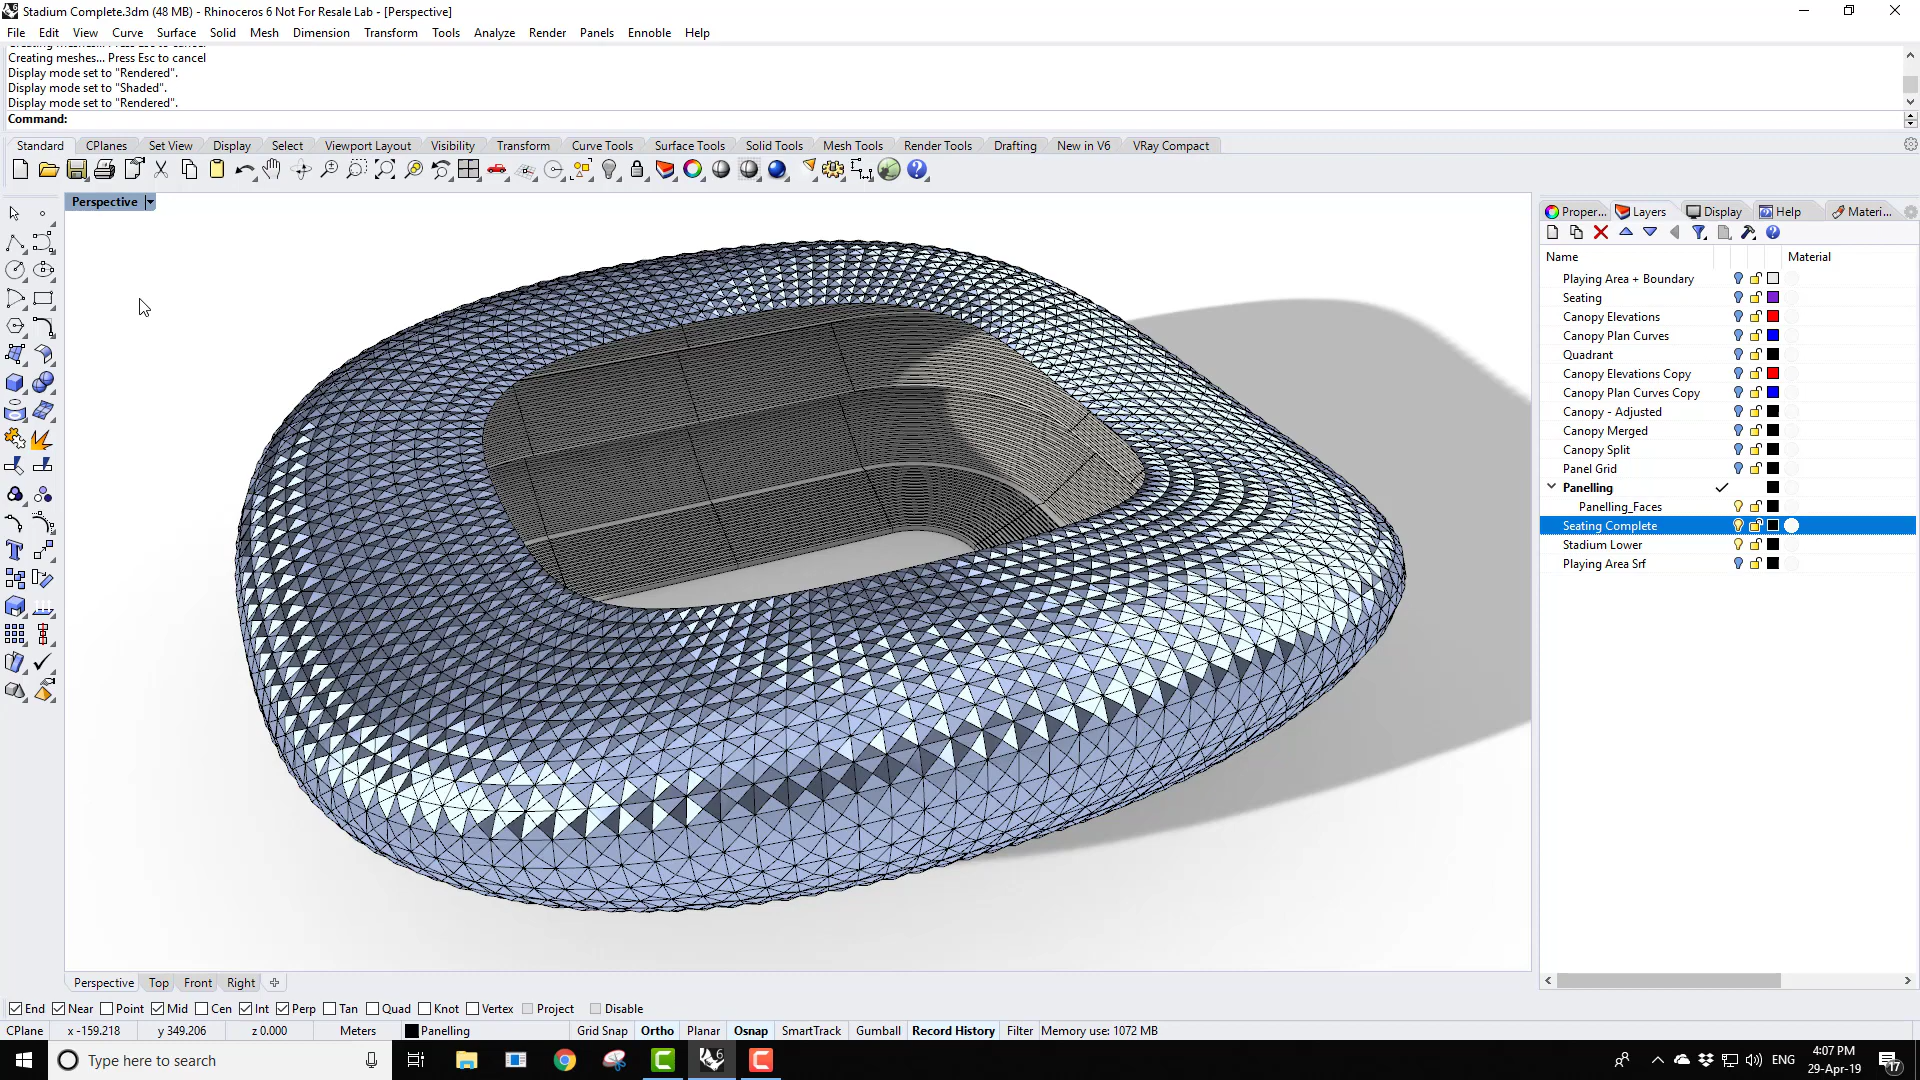 Stadium Complete.3dm (48 MB) - Rhinoceros 6 Not For Resale Lab - [Perspective]
File Edit View Curve Surface Solid Mesh Dimension Transform Tools Analyze Render Panels Ennoble Help
Creating meshes... Press Esc to cancel
Creating meshes... Press Esc to cancel
Display mode set to "Rendered".
Display mode set to "Shaded".
Display mode set to "Rendered".
Command:
Standard CPlanes Set View Display Select Viewport Layout Visibility Transform Curve Tools Surface Tools Solid Tools Mesh Tools Render Tools Drafting New in V6 VRay Compact
Perspective
Proper... Layers Display Help Materi...
Name Material
Playing Area + Boundary
Seating
Canopy Elevations
Canopy Plan Curves
Quadrant
Canopy Elevations Copy
Canopy Plan Curves Copy
Canopy - Adjusted
Canopy Merged
Canopy Split
Panel Grid
Panelling
Panelling_Faces
Seating Complete
Stadium Lower
Playing Area Srf
Perspective Top Front Right
End Near Point Mid Cen Int Perp Tan Quad Knot Vertex Project Disable
CPlane x -159.218 y 349.206 z 0.000 Meters Panelling Grid Snap Ortho Planar Osnap SmartTrack Gumball Record History Filter Memory use: 1072 MB
Type here to search
6
ENG
4:07 PM
29-Apr-19
17